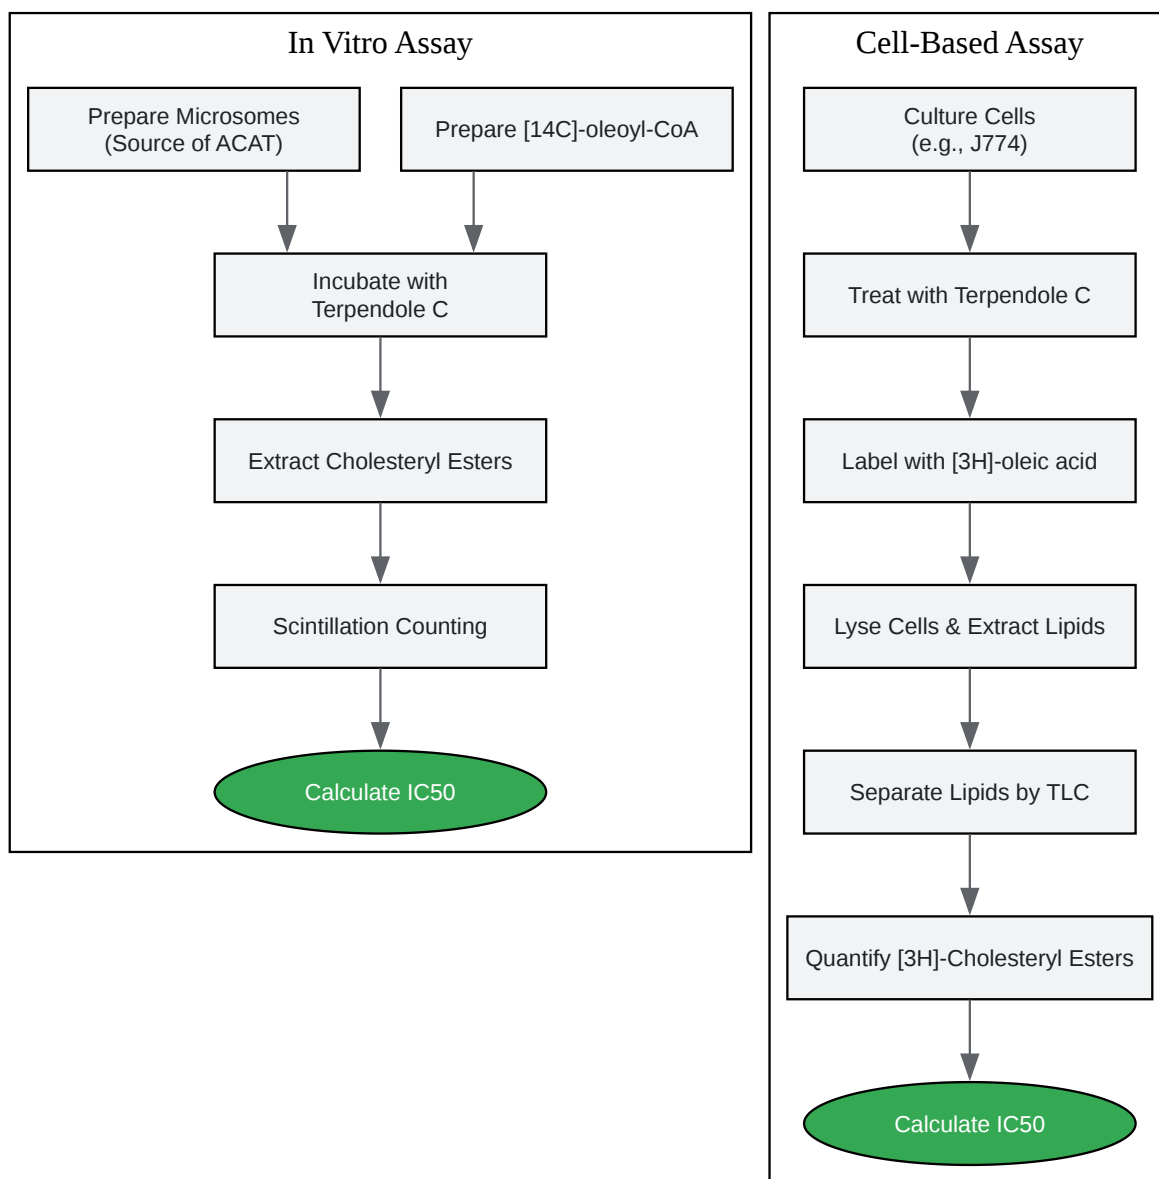 In Vitro Assay
Prepare Microsomes
(Source of ACAT)
Prepare [14C]-oleoyl-CoA
Incubate with
Terpendole C
Extract Cholesteryl Esters
Scintillation Counting
Calculate IC50
Cell-Based Assay
Culture Cells
(e.g., J774)
Treat with Terpendole C
Label with [3H]-oleic acid
Lyse Cells & Extract Lipids
Separate Lipids by TLC
Quantify [3H]-Cholesteryl Esters
Calculate IC50